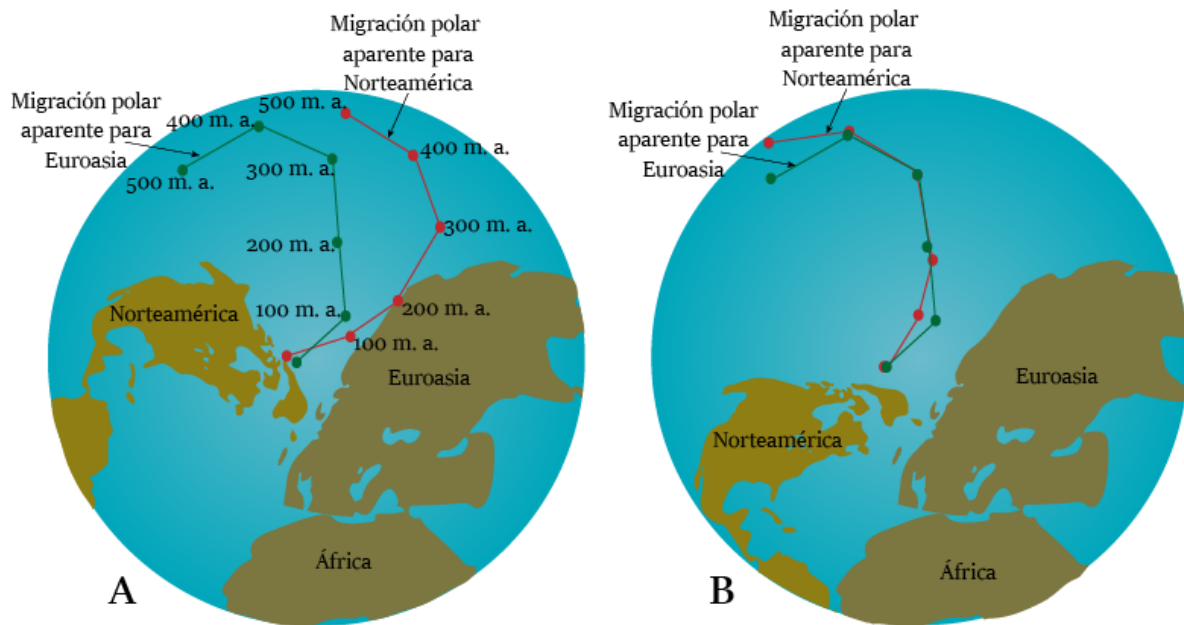 Migración polar
aparente para
Norteamérica
Migración polar
aparente para
Euroasia
500 m. a.
400 m. a.
500 m. a.
400 m. a.
300 m. a.
300 m. a.
200 m. a.
100 m. a.
200 m. a.
100 m. a.
Norteamérica
Euroasia
África
A
Migración polar
aparente para
Norteamérica
Migración polar
aparente para
Euroasia
Euroasia
Norteamérica
África
B